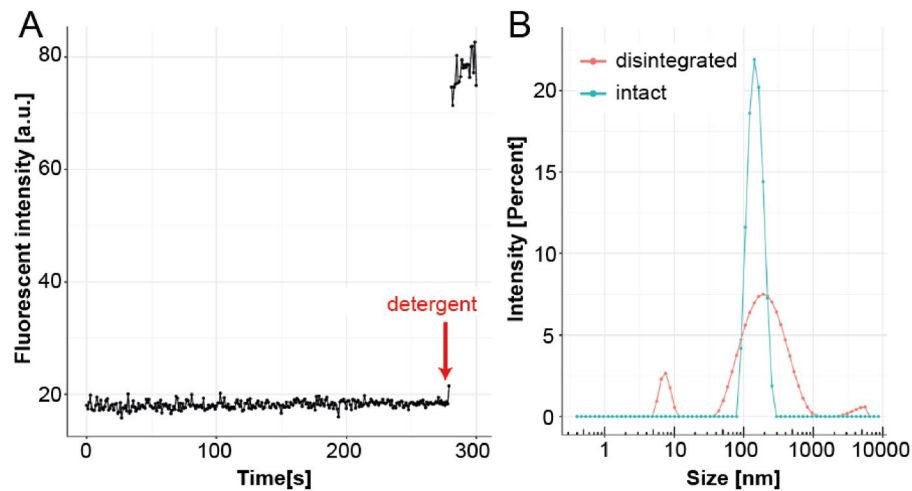 A
Fluorescent intensity [a.u.]
80
60
40
20
detergent
0
100
200
300
Time[s]
B
disintegrated
intact
Intensity [Percent]
20
15
10
5
0
1
10
100
1000
10000
Size [nm]